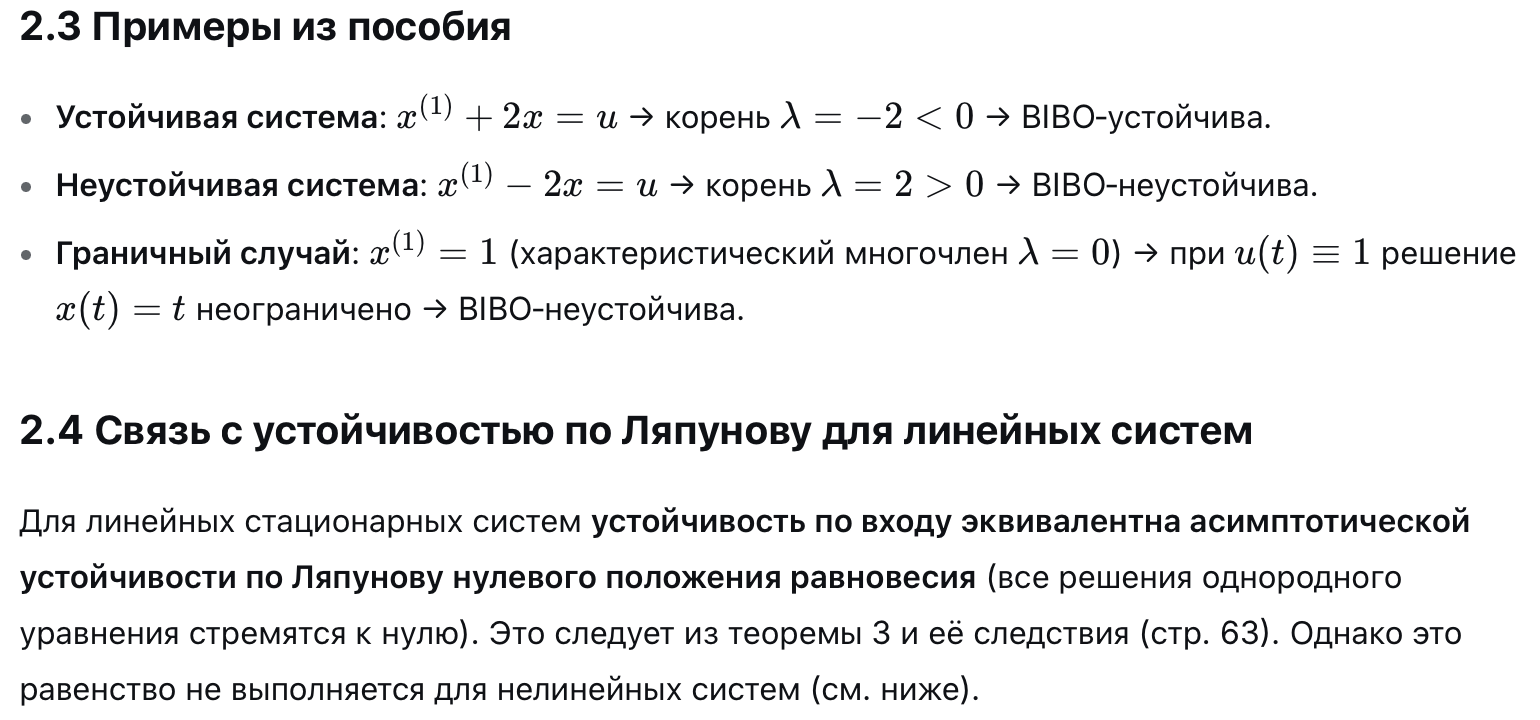 2.3 Примеры из пособия
• Устойчивая система: x⁽¹⁾ + 2x = u → корень λ = −2 < 0 → BIBO-устойчива.
• Неустойчивая система: x⁽¹⁾ − 2x = u → корень λ = 2 > 0 → BIBO-неустойчива.
• Граничный случай: x⁽¹⁾ = 1 (характеристический многочлен λ = 0) → при u(t) ≡ 1 решение
x(t) = t неограничено → BIBO-неустойчива.
2.4 Связь с устойчивостью по Ляпунову для линейных систем
Для линейных стационарных систем устойчивость по входу эквивалентна асимптотической
устойчивости по Ляпунову нулевого положения равновесия (все решения однородного
уравнения стремятся к нулю). Это следует из теоремы 3 и её следствия (стр. 63). Однако это
равенство не выполняется для нелинейных систем (см. ниже).